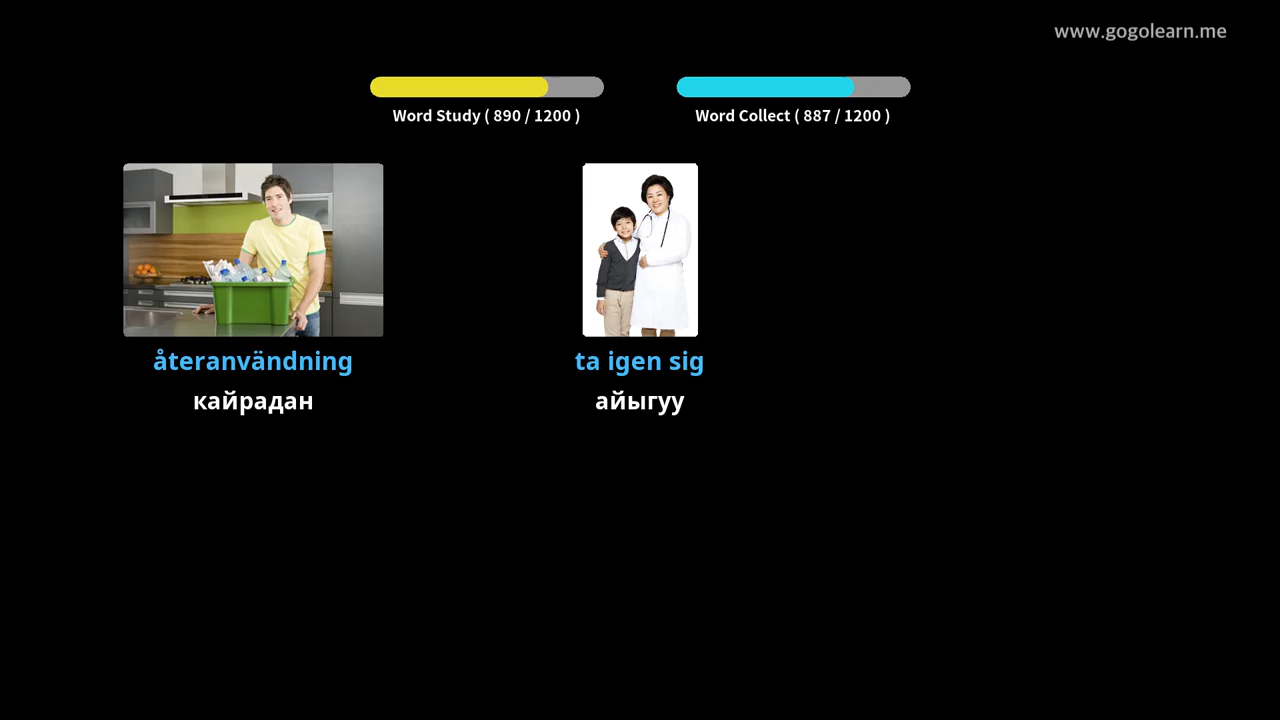 www.gogolearn.me
Word Study ( 890 / 1200 )
Word Collect ( 887 / 1200 )
återanvändning
кайрадан
ta igen sig
айыгуу